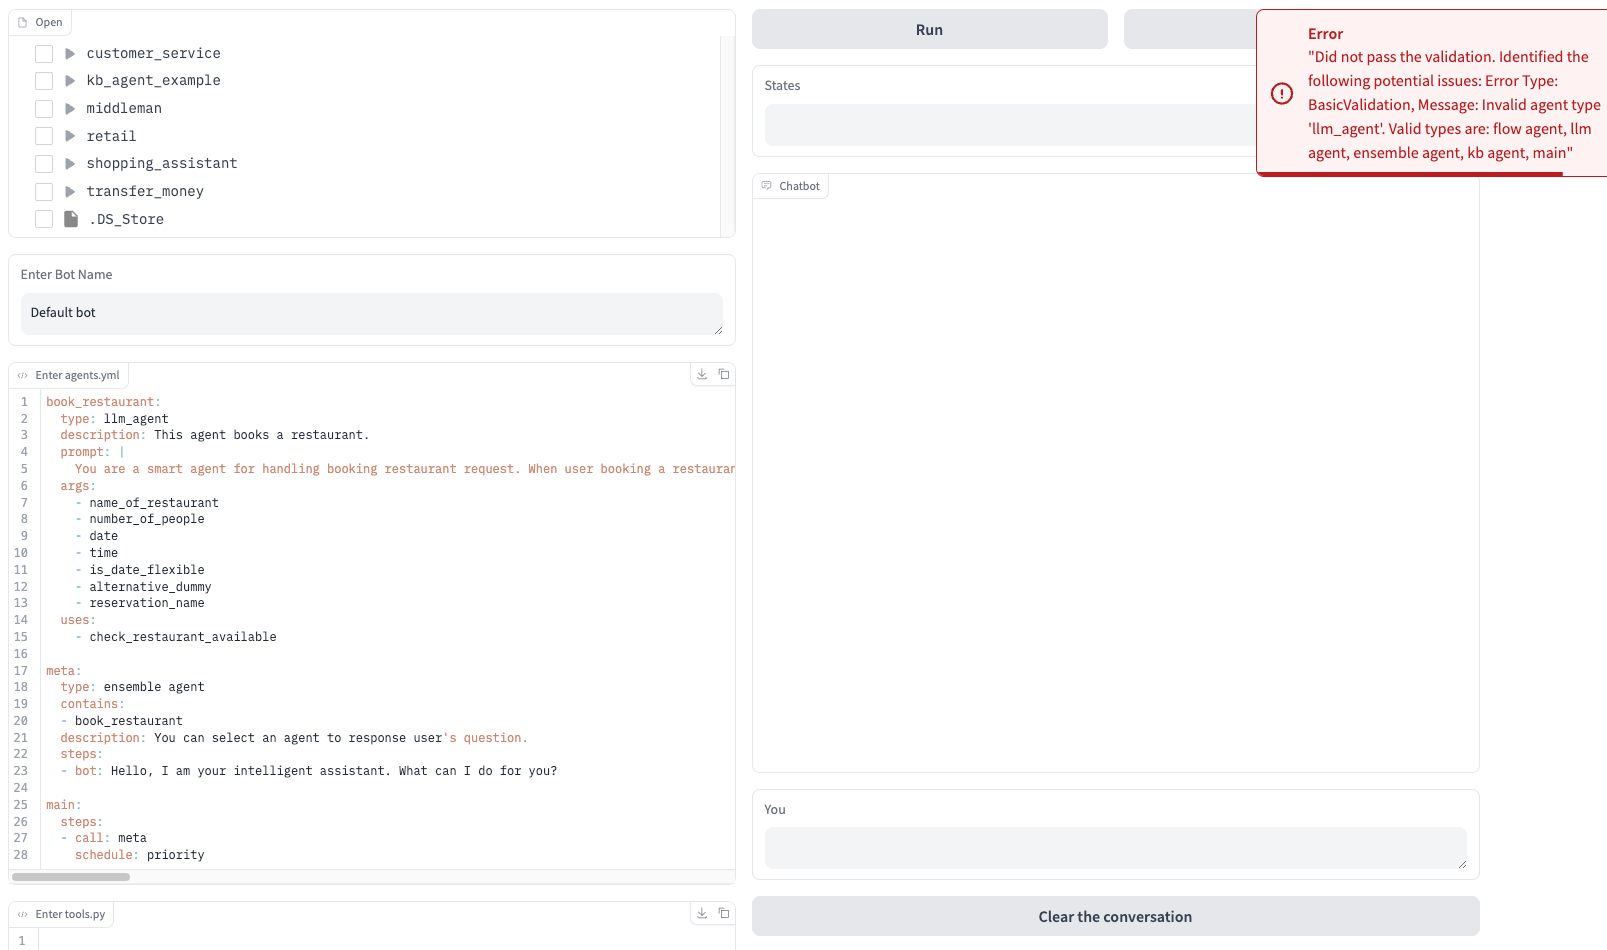 Open
customer_service
kb_agent_example
middleman
retail
shopping_assistant
transfer_money
.DS_Store
Enter Bot Name
Default bot
Enter agents.yml
1 book_restaurant:
2 type: llm_agent
3 description: This agent books a restaurant.
4 prompt: |
5 You are a smart agent for handling booking restaurant request. When user booking a restauran
6 args:
7 - name_of_restaurant
8 - number_of_people
9 - date
10 - time
11 - is_date_flexible
12 - alternative_dummy
13 - reservation_name
14 uses:
15 - check_restaurant_available
16
17 meta:
18 type: ensemble agent
19 contains:
20 - book_restaurant
21 description: You can select an agent to response user's question.
22 steps:
23 - bot: Hello, I am your intelligent assistant. What can I do for you?
24
25 main:
26 steps:
27 - call: meta
28 schedule: priority
Enter tools.py
1
Run
Error
"Did not pass the validation. Identified the
following potential issues: Error Type:
BasicValidation, Message: Invalid agent type
'llm_agent'. Valid types are: flow agent, llm
agent, ensemble agent, kb agent, main"
States
Chatbot
You
Clear the conversation